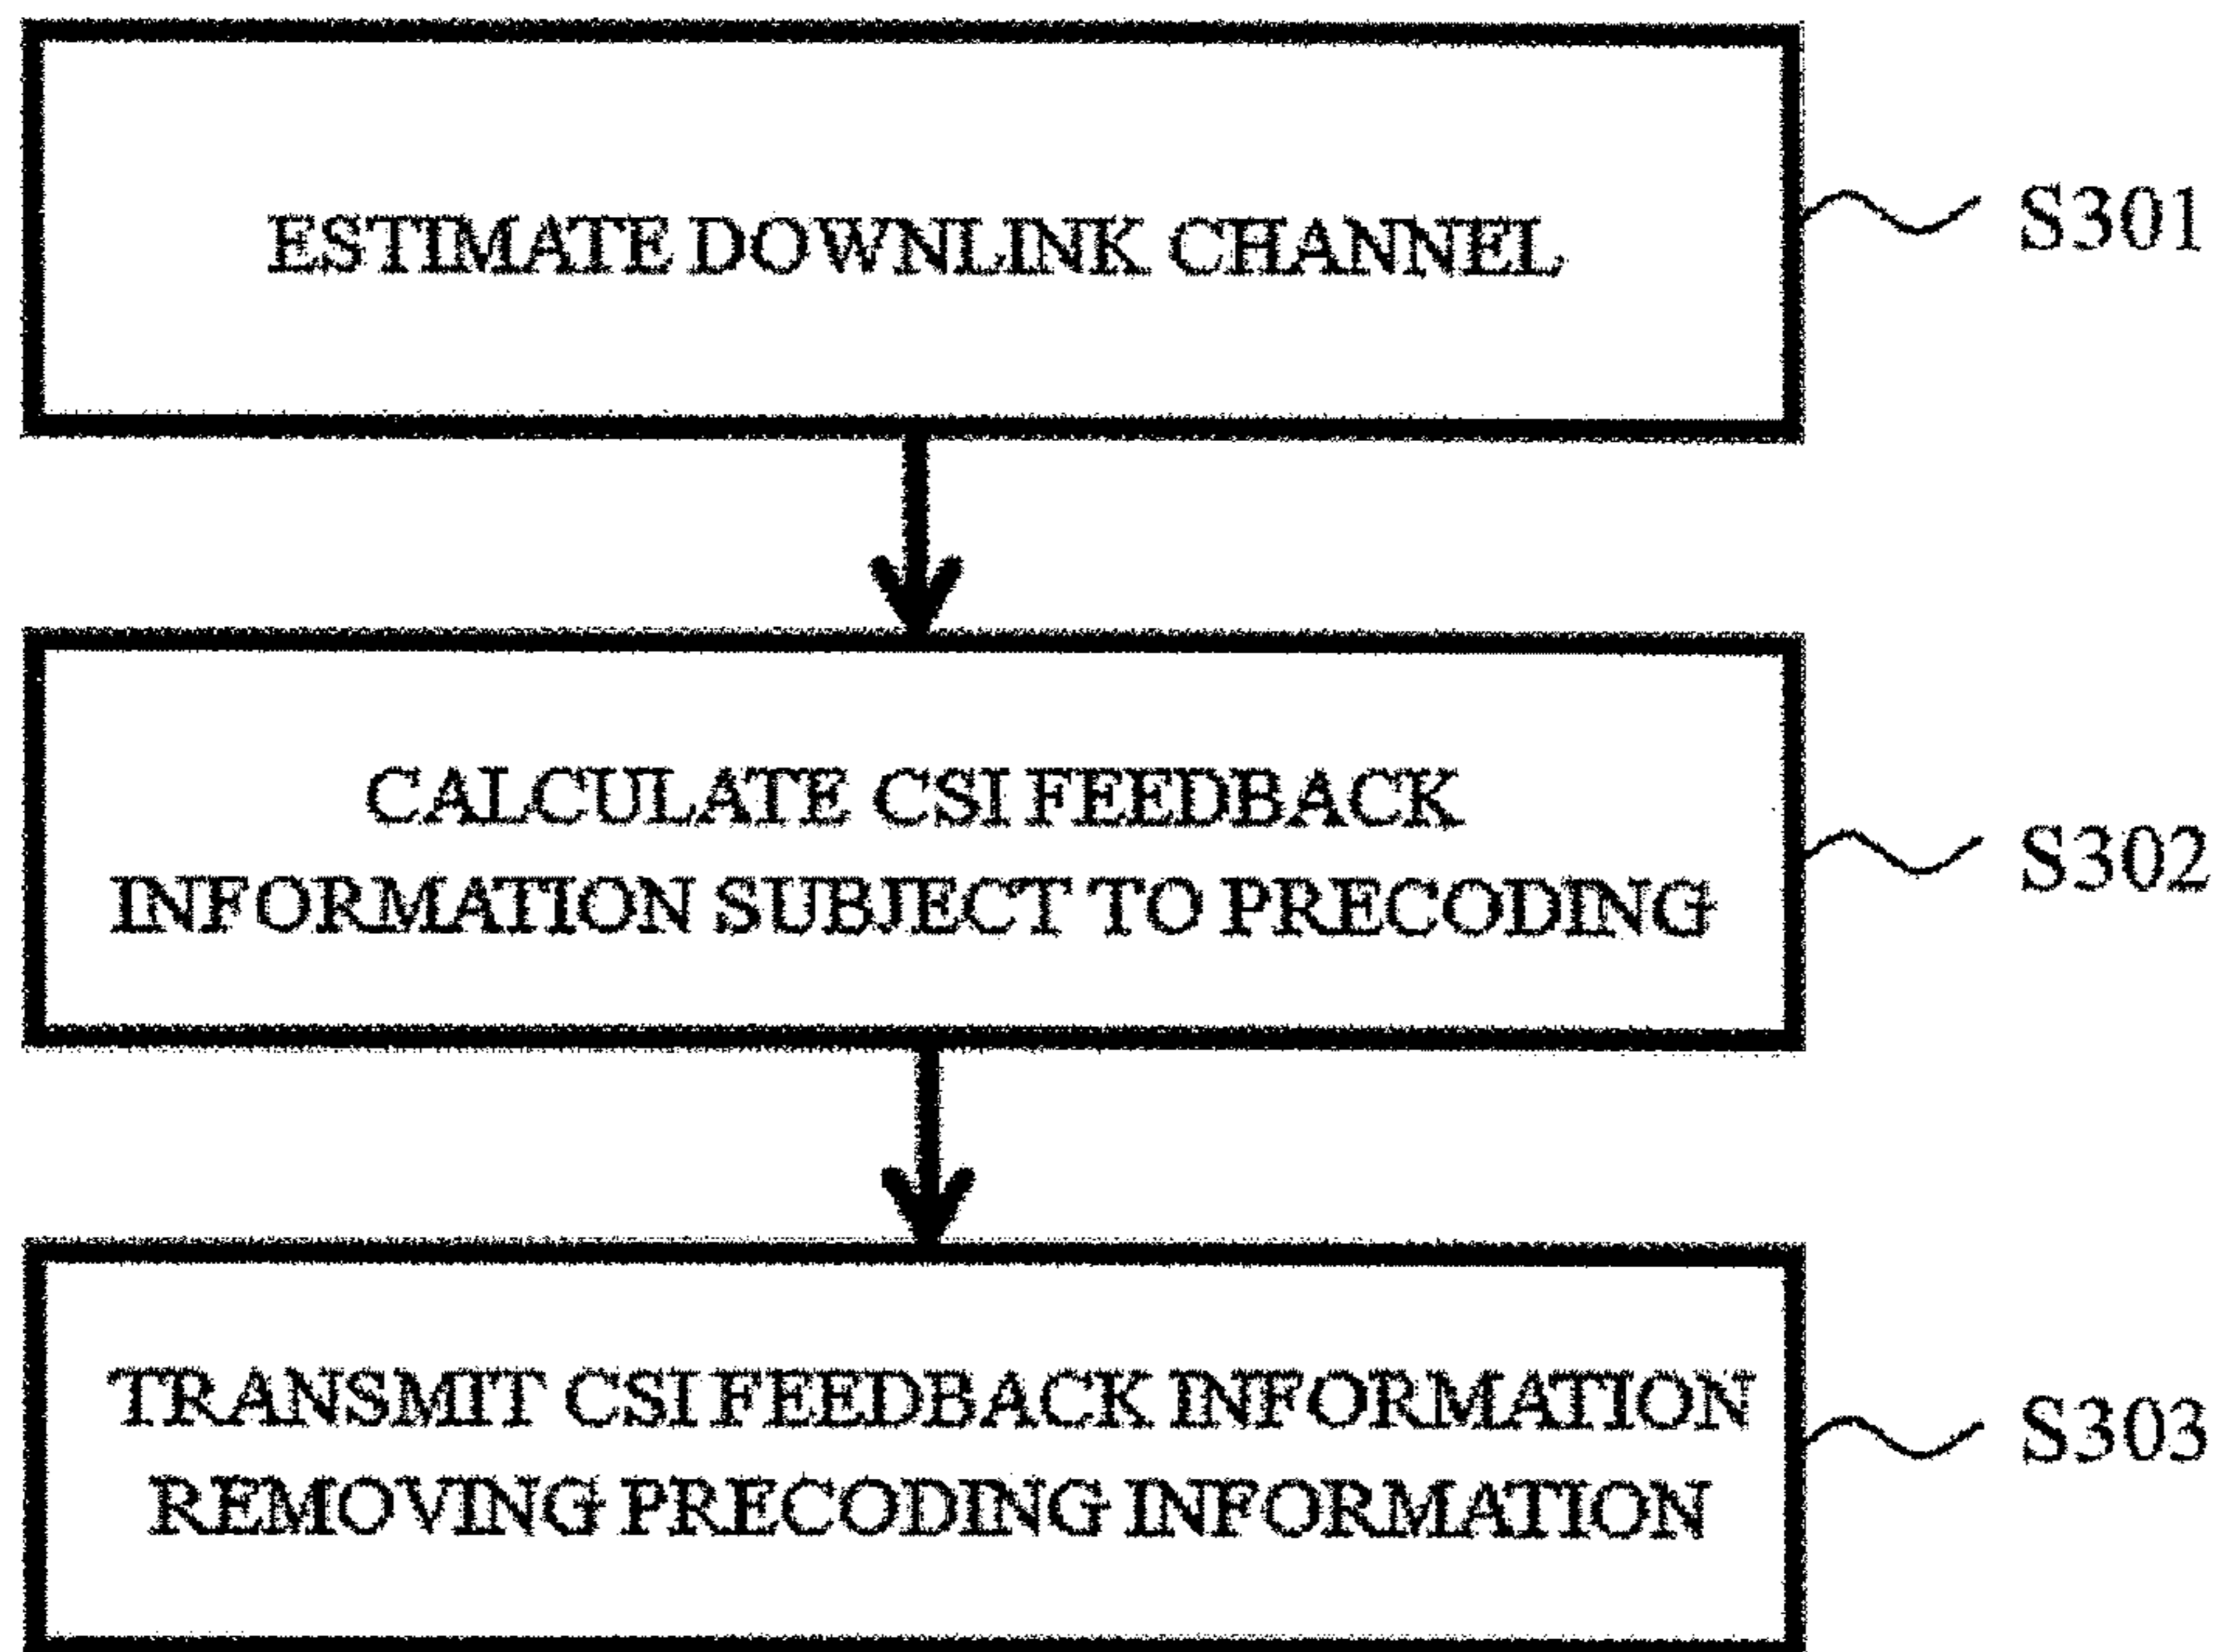 ESTIMATE DOWNLINK CHANNEL
S301
CALCULATE CSI FEEDBACK
INFORMATION SUBJECT TO PRECODING
S302
TRANSMIT CSI FEEDBACK INFORMATION
REMOVING PRECODING INFORMATION
S303